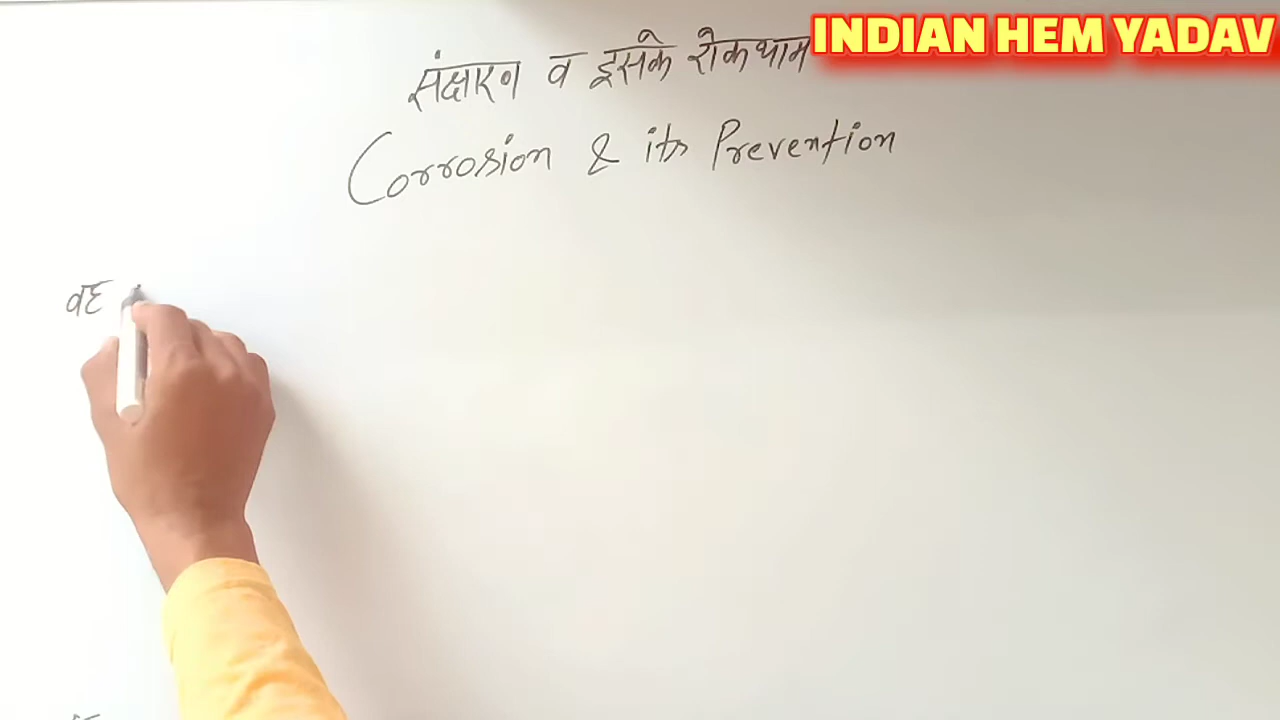 संक्षारण व इसके रोकथाम
INDIAN HEM YADAV
Corrosion & its Prevention
वह